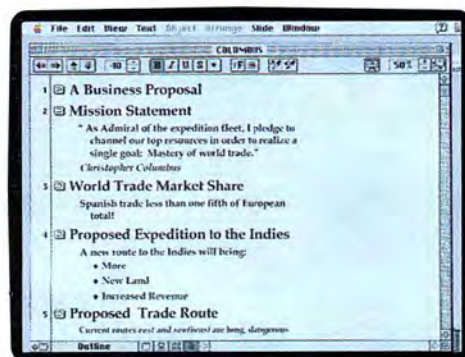 File Edit View Text Object Arrange Slide Window
COLUMBUS
40 B I U S 50%
1 A Business Proposal
2 Mission Statement
" As Admiral of the expedition fleet, I pledge to
channel our top resources in order to realize a
single goal: Mastery of world trade."
Christopher Columbus
3 World Trade Market Share
Spanish trade less than one fifth of European
total!
4 Proposed Expedition to the Indies
A new route to the Indies will bring:
• More
• New Land
• Increased Revenue
5 Proposed Trade Route
Current routes east and southeast are long, dangerous
Outline